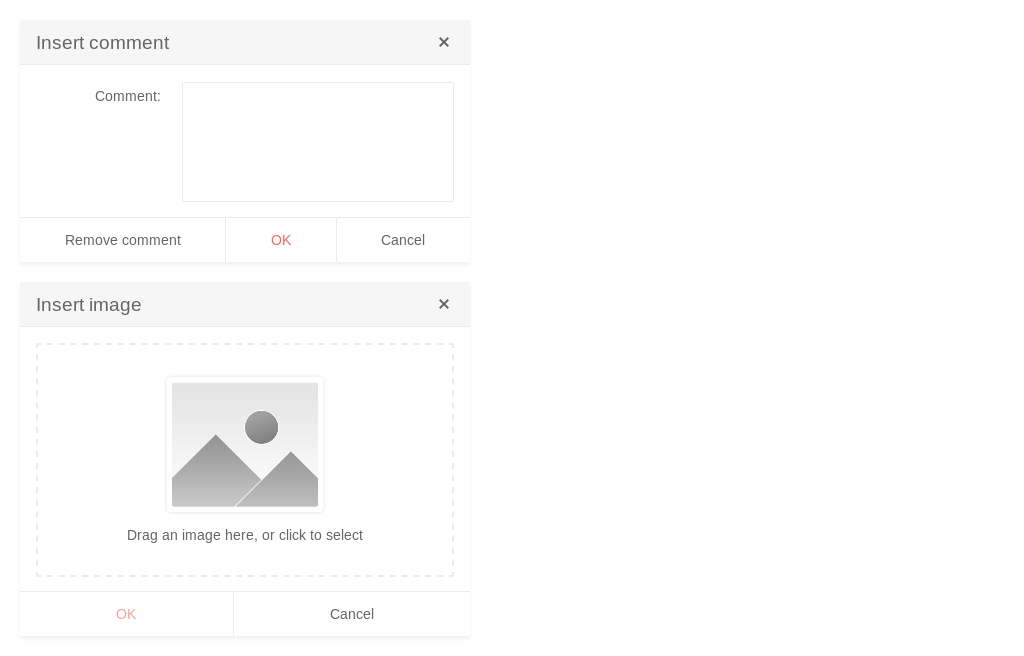 Insert comment
Comment:
Remove comment OK Cancel
Insert image
Drag an image here, or click to select
OK Cancel